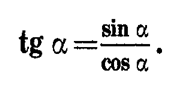 tg α = sin α / cos α .